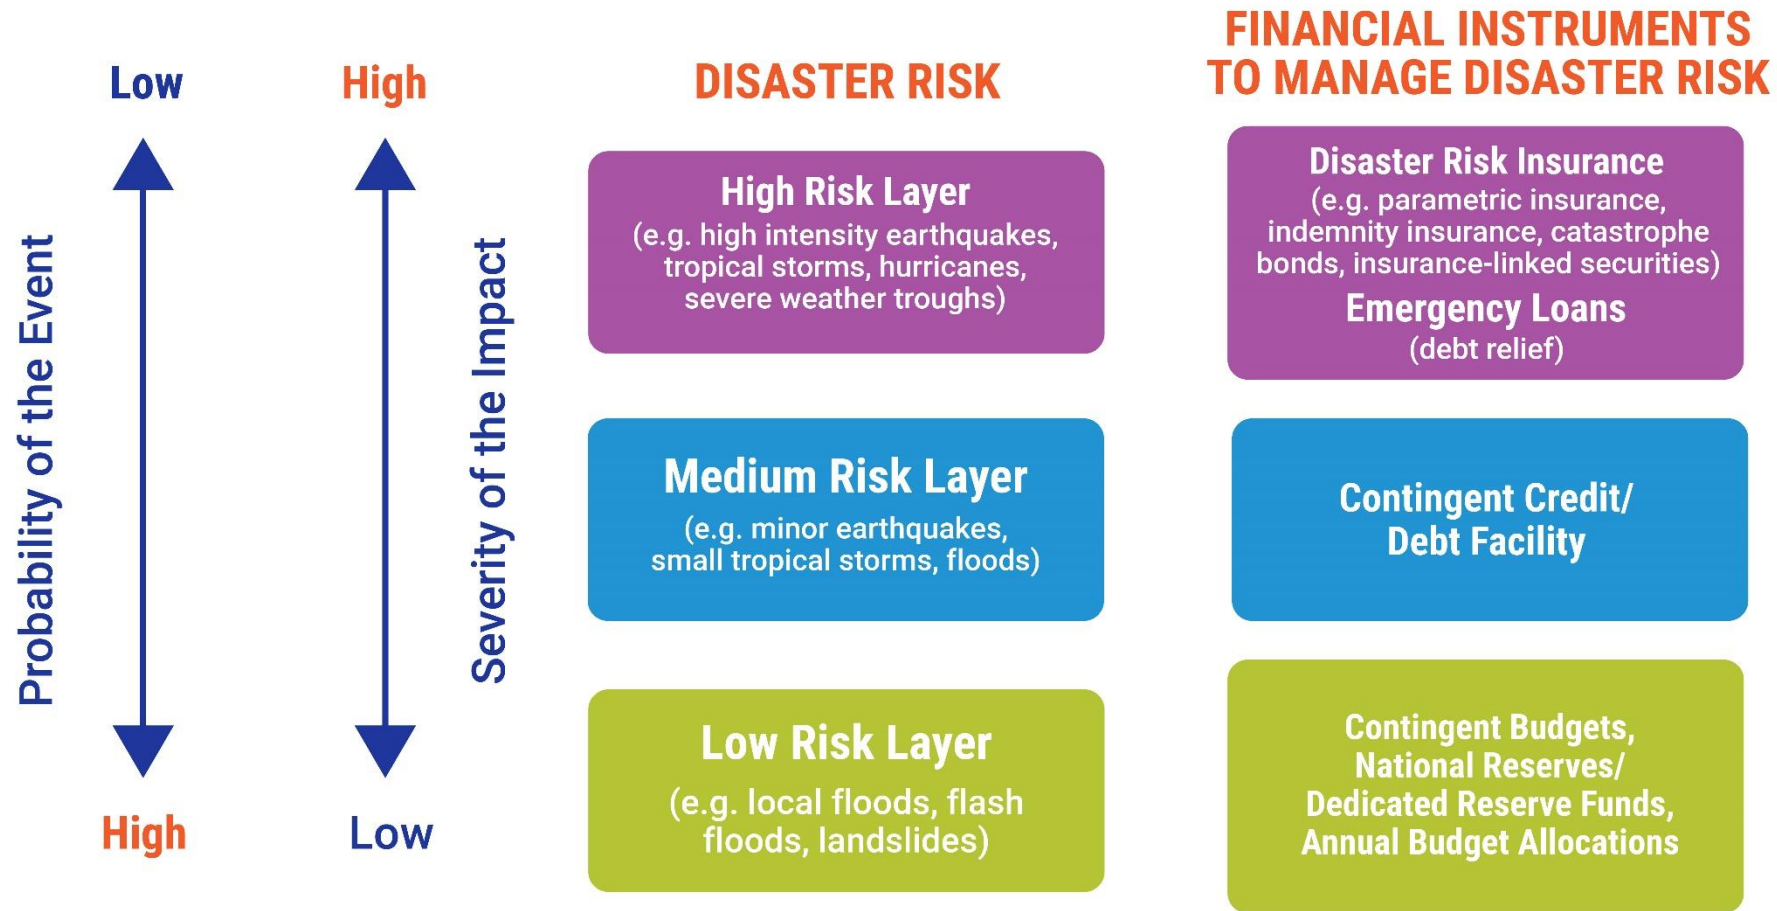 Low
High
Probability of the Event
High
Low
Severity of the Impact
DISASTER RISK
High Risk Layer
(e.g. high intensity earthquakes,
tropical storms, hurricanes,
severe weather troughs)
Medium Risk Layer
(e.g. minor earthquakes,
small tropical storms, floods)
Low Risk Layer
(e.g. local floods, flash
floods, landslides)
FINANCIAL INSTRUMENTS
TO MANAGE DISASTER RISK
Disaster Risk Insurance
(e.g. parametric insurance,
indemnity insurance, catastrophe
bonds, insurance-linked securities)
Emergency Loans
(debt relief)
Contingent Credit/
Debt Facility
Contingent Budgets,
National Reserves/
Dedicated Reserve Funds,
Annual Budget Allocations